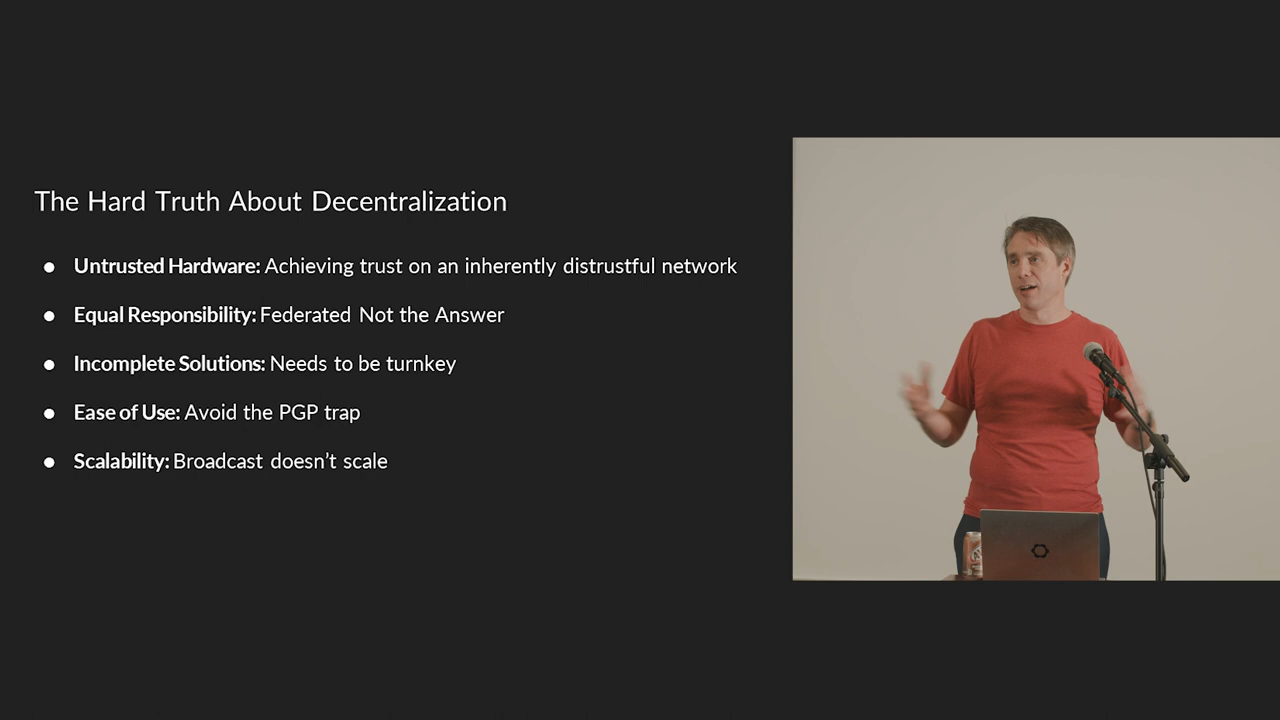 The Hard Truth About Decentralization
● Untrusted Hardware: Achieving trust on an inherently distrustful network
● Equal Responsibility: Federated Not the Answer
● Incomplete Solutions: Needs to be turnkey
● Ease of Use: Avoid the PGP trap
● Scalability: Broadcast doesn’t scale